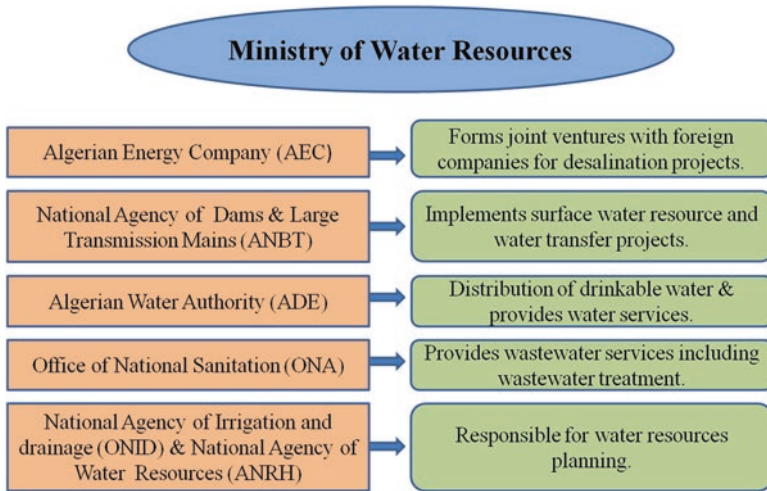 Ministry of Water Resources
Algerian Energy Company (AEC)
Forms joint ventures with foreign
companies for desalination projects.
National Agency of Dams & Large
Transmission Mains (ANBT)
Implements surface water resource and
water transfer projects.
Algerian Water Authority (ADE)
Distribution of drinkable water &
provides water services.
Office of National Sanitation (ONA)
Provides wastewater services including
wastewater treatment.
National Agency of Irrigation and
drainage (ONID) & National Agency of
Water Resources (ANRH)
Responsible for water resources
planning.